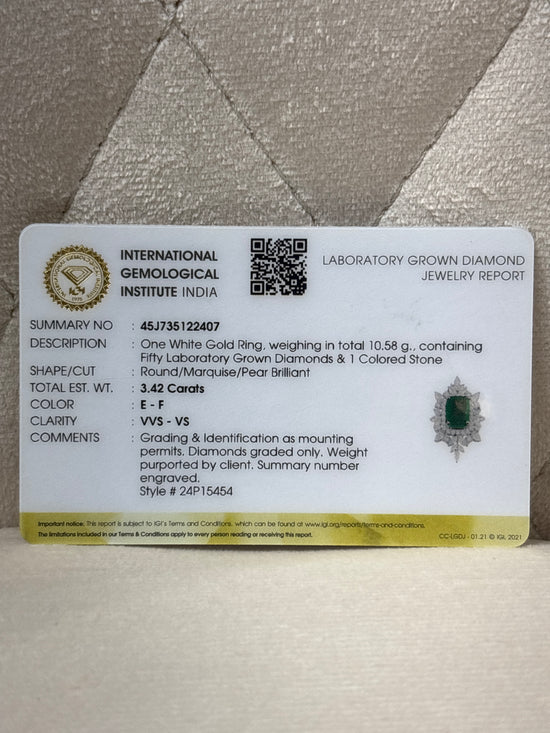 INTERNATIONAL
GEMOLOGICAL
INSTITUTE INDIA
1975
LABORATORY GROWN DIAMOND
JEWELRY REPORT
SUMMARY NO : 45J735122407
DESCRIPTION : One White Gold Ring, weighing in total 10.58 g., containing
Fifty Laboratory Grown Diamonds & 1 Colored Stone
SHAPE/CUT : Round/Marquise/Pear Brilliant
TOTAL EST. WT. : 3.42 Carats
COLOR : E - F
CLARITY : VVS - VS
COMMENTS : Grading & Identification as mounting
permits. Diamonds graded only. Weight
purported by client. Summary number
engraved.
Style # 24P15454
Important notice: This report is subject to IGI's Terms and Conditions, which can be found at www.igi.org/reports/terms-and-conditions.
The limitations included in our Terms & Conditions apply to every person reading or receiving this report.
CC-LGDJ - 01.21 © IGI, 2021